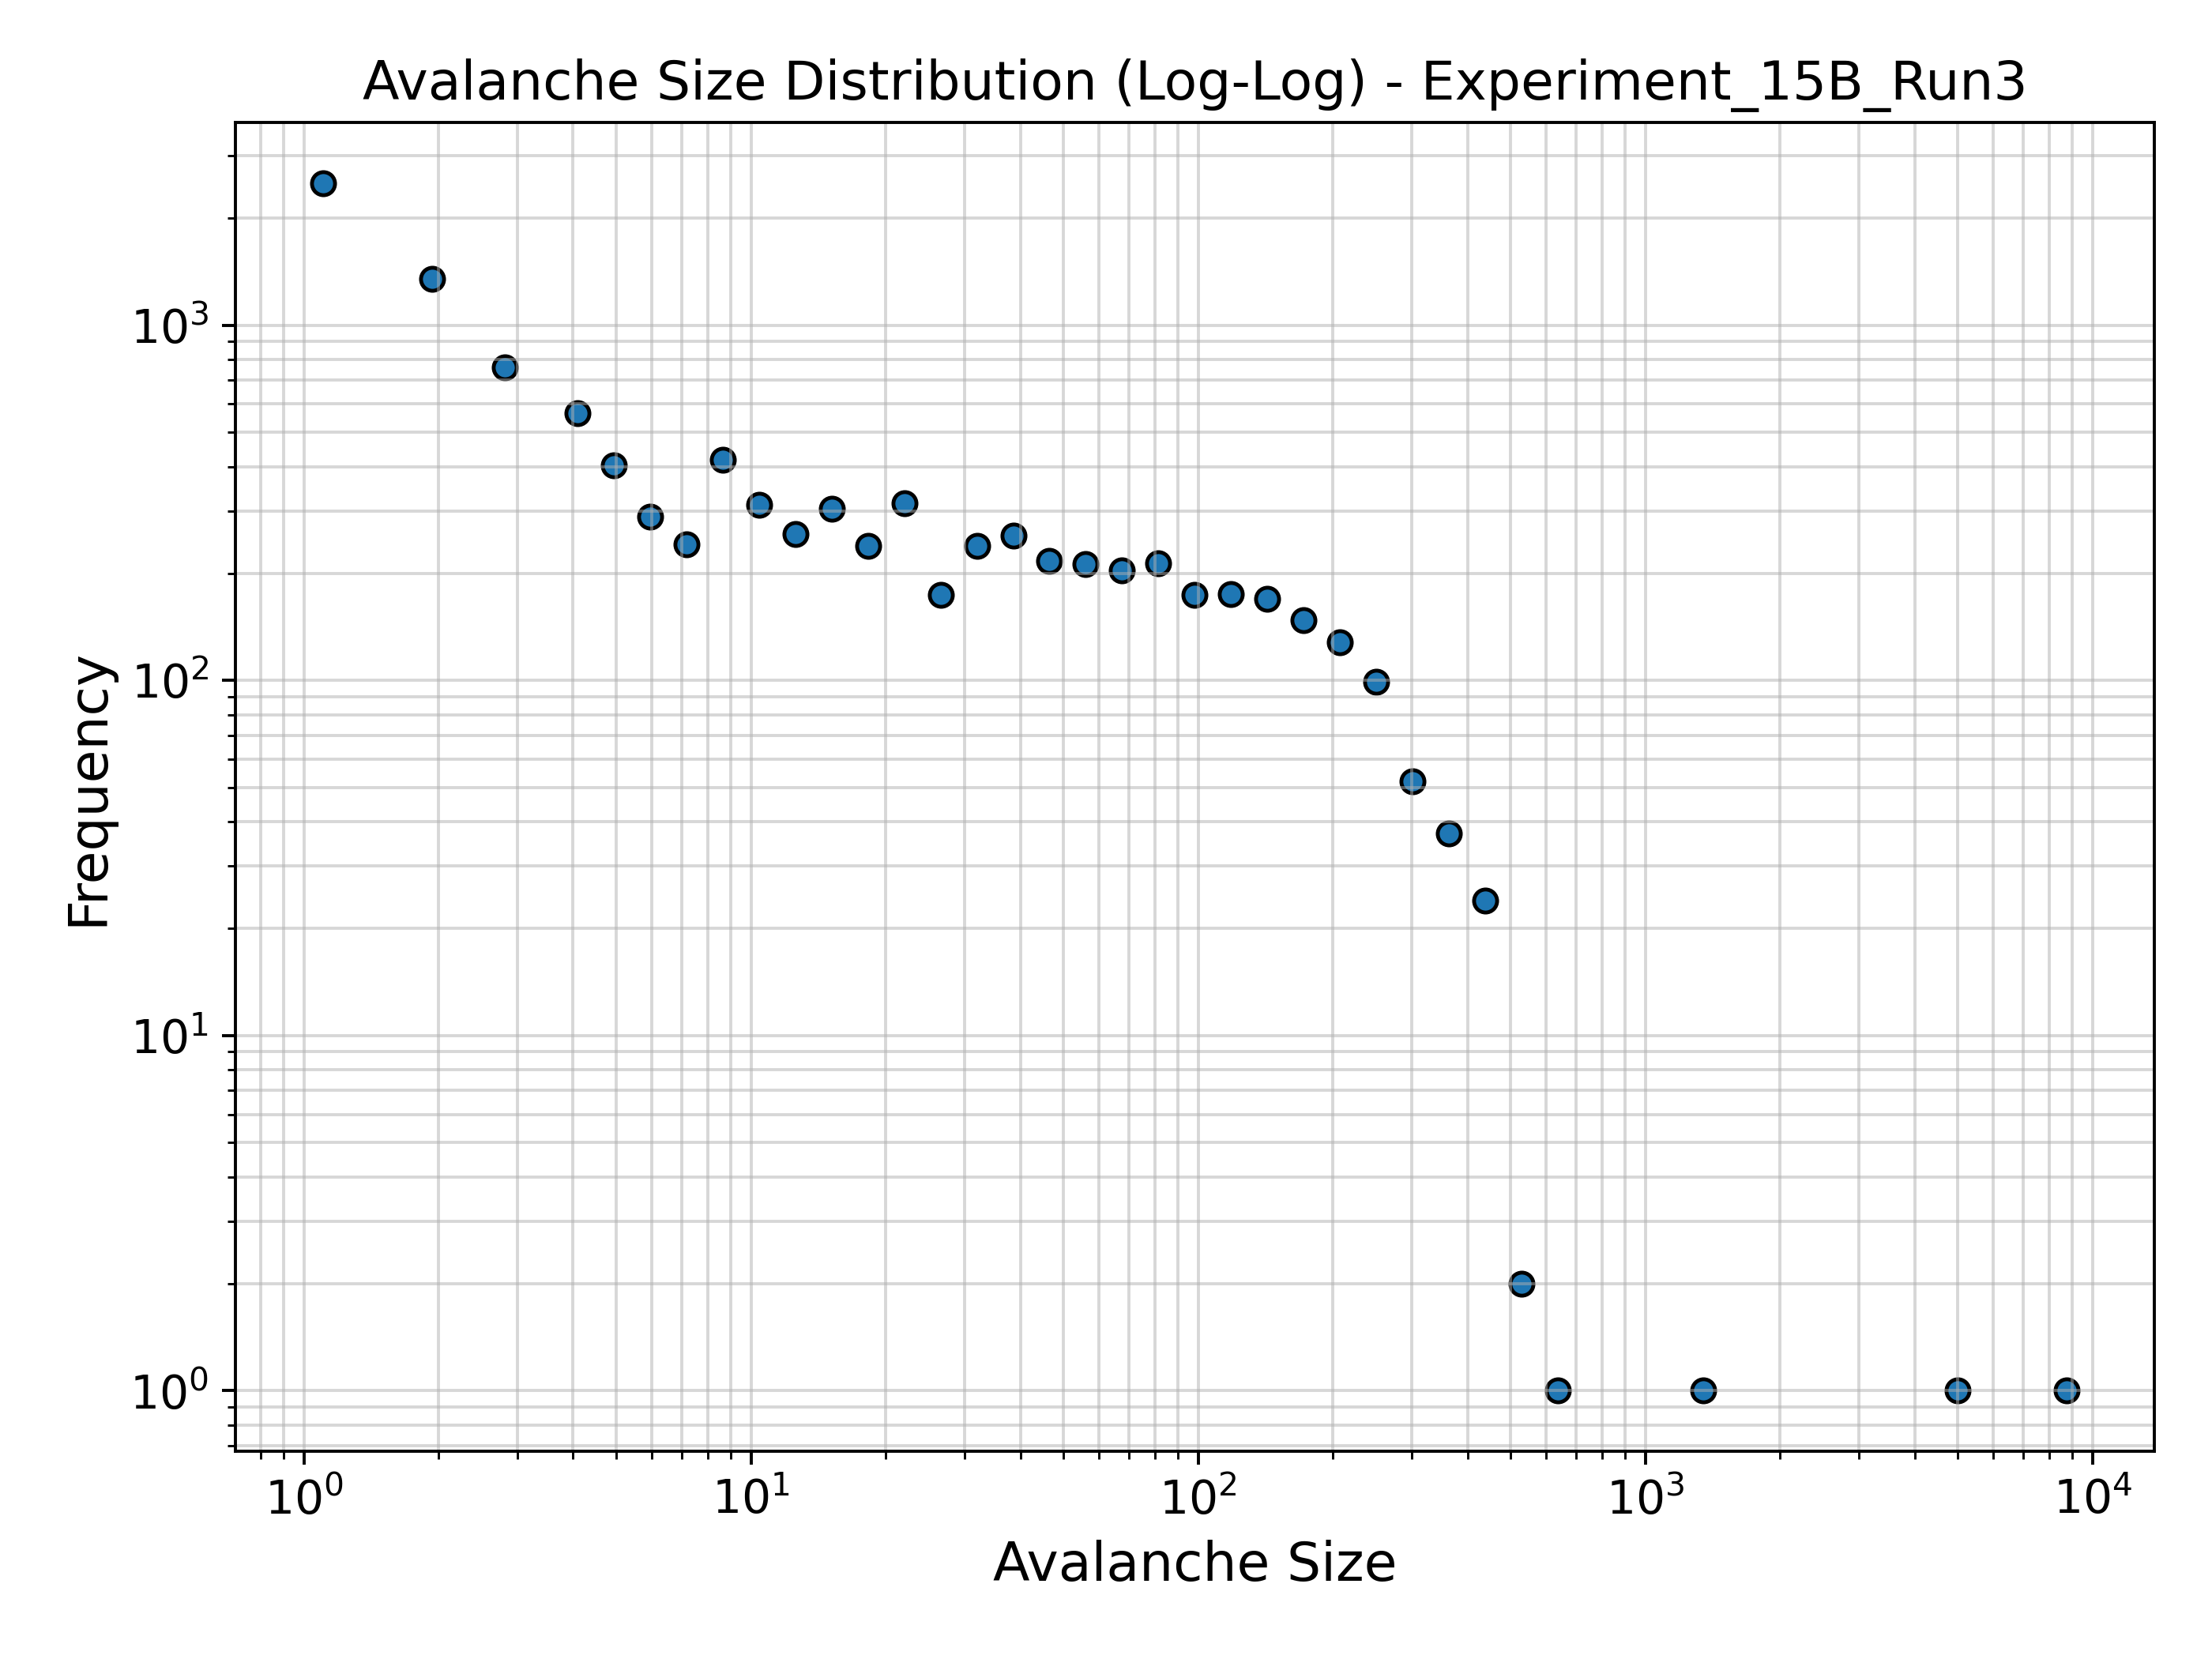 Avalanche Size Distribution (Log-Log) - Experiment_15B_Run3
Frequency
10³
10²
10¹
10⁰
10⁰ 10¹ 10² 10³ 10⁴
Avalanche Size